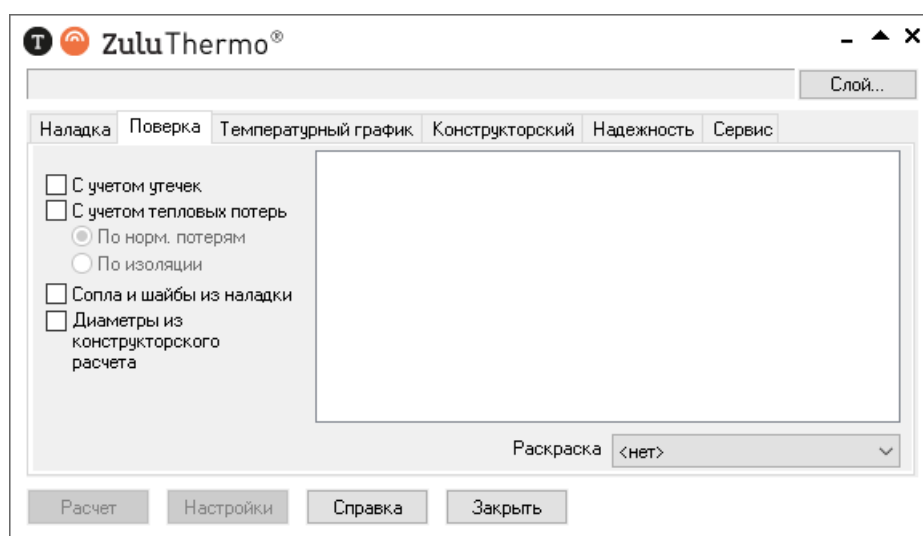 T ZuluThermo®
Слой...
Наладка Поверка Температурный график Конструкторский Надежность Сервис
С учетом утечек
С учетом тепловых потерь
По норм. потерям
По изоляции
Сопла и шайбы из наладки
Диаметры из
конструкторского
расчета
Раскраска <нет>
Расчет Настройки Справка Закрыть